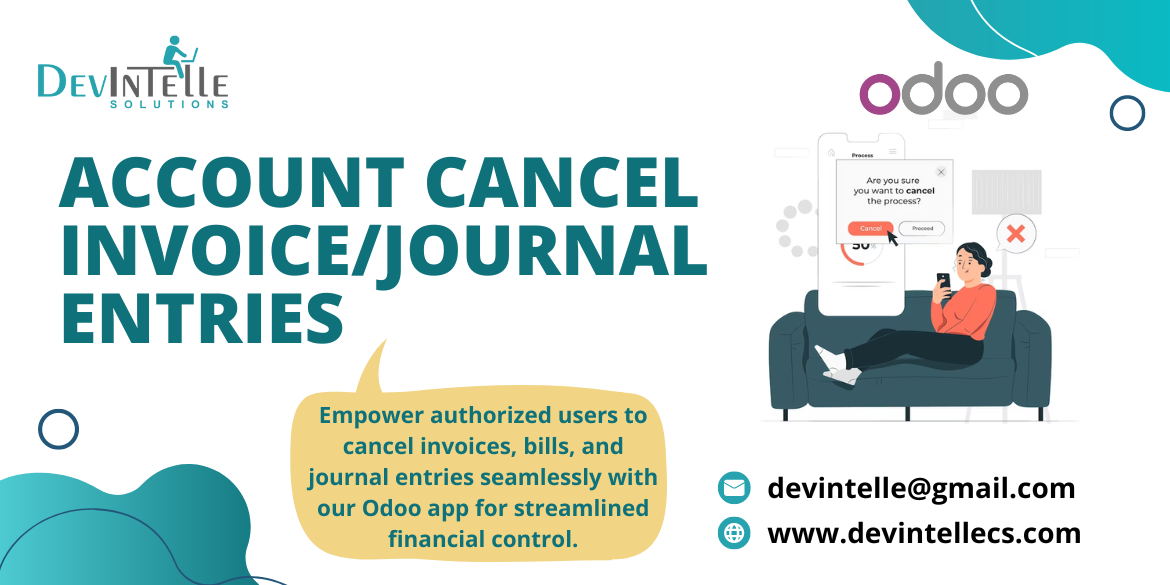 DEVINTELLE
SOLUTIONS
odoo
ACCOUNT CANCEL
INVOICE/JOURNAL
ENTRIES
Process
Are you sure
you want to cancel
the process?
Cancel
Proceed
50%
Empower authorized users to
cancel invoices, bills, and
journal entries seamlessly with
our Odoo app for streamlined
financial control.
devintelle@gmail.com
www.devintellecs.com